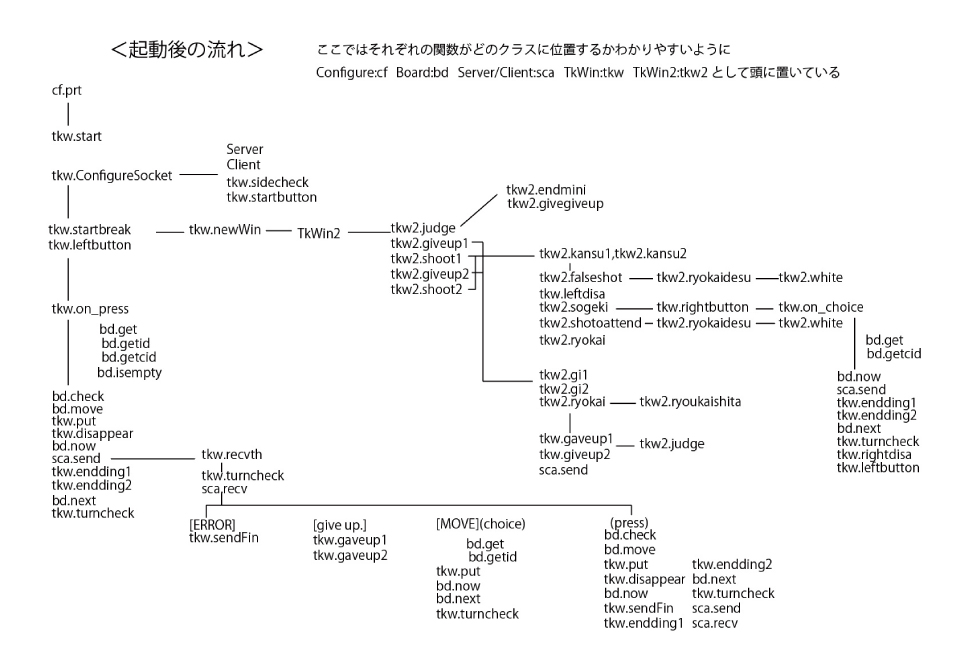 ＜起動後の流れ＞
ここではそれぞれの関数がどのクラスに位置するかわかりやすいように
Configure:cf Board:bd Server/Client:sca TkWin:tkw TkWin2:tkw2 として頭に置いている
cf.prt
tkw.start
tkw.ConfigureSocket
Server
Client
tkw.sidecheck
tkw.startbutton
tkw.startbreak
tkw.leftbutton
tkw.newWin
TkWin2
tkw2.judge
tkw2.giveup1
tkw2.shoot1
tkw2.giveup2
tkw2.shoot2
tkw2.endmini
tkw2.givegiveup
tkw2.kansu1,tkw2.kansu2
tkw2.falseshot
tkw2.ryokaidesu
tkw2.white
tkw.leftdisa
tkw2.sogeki
tkw.rightbutton
tkw.on_choice
tkw2.shotoattend
tkw2.ryokaidesu
tkw2.white
tkw2.ryokai
bd.get
bd.getcid
bd.now
sca.send
tkw.endding1
tkw.endding2
bd.next
tkw.turncheck
tkw.rightdisa
tkw.leftbutton
tkw2.gi1
tkw2.gi2
tkw2.ryokai
tkw2.ryoukaishita
tkw.gaveup1
tkw.giveup2
sca.send
tkw2.judge
tkw.on_press
bd.get
bd.getid
bd.getcid
bd.isempty
bd.check
bd.move
tkw.put
tkw.disappear
bd.now
sca.send
tkw.endding1
tkw.endding2
bd.next
tkw.turncheck
tkw.recvth
tkw.turncheck
sca.recv
[ERROR]
tkw.sendFin
[give up.]
tkw.gaveup1
tkw.gaveup2
[MOVE](choice)
bd.get
bd.getid
tkw.put
bd.now
bd.next
tkw.turncheck
(press)
bd.check
bd.move
tkw.put
tkw.disappear
bd.now
tkw.sendFin
tkw.endding1
tkw.endding2
bd.next
tkw.turncheck
sca.send
sca.recv